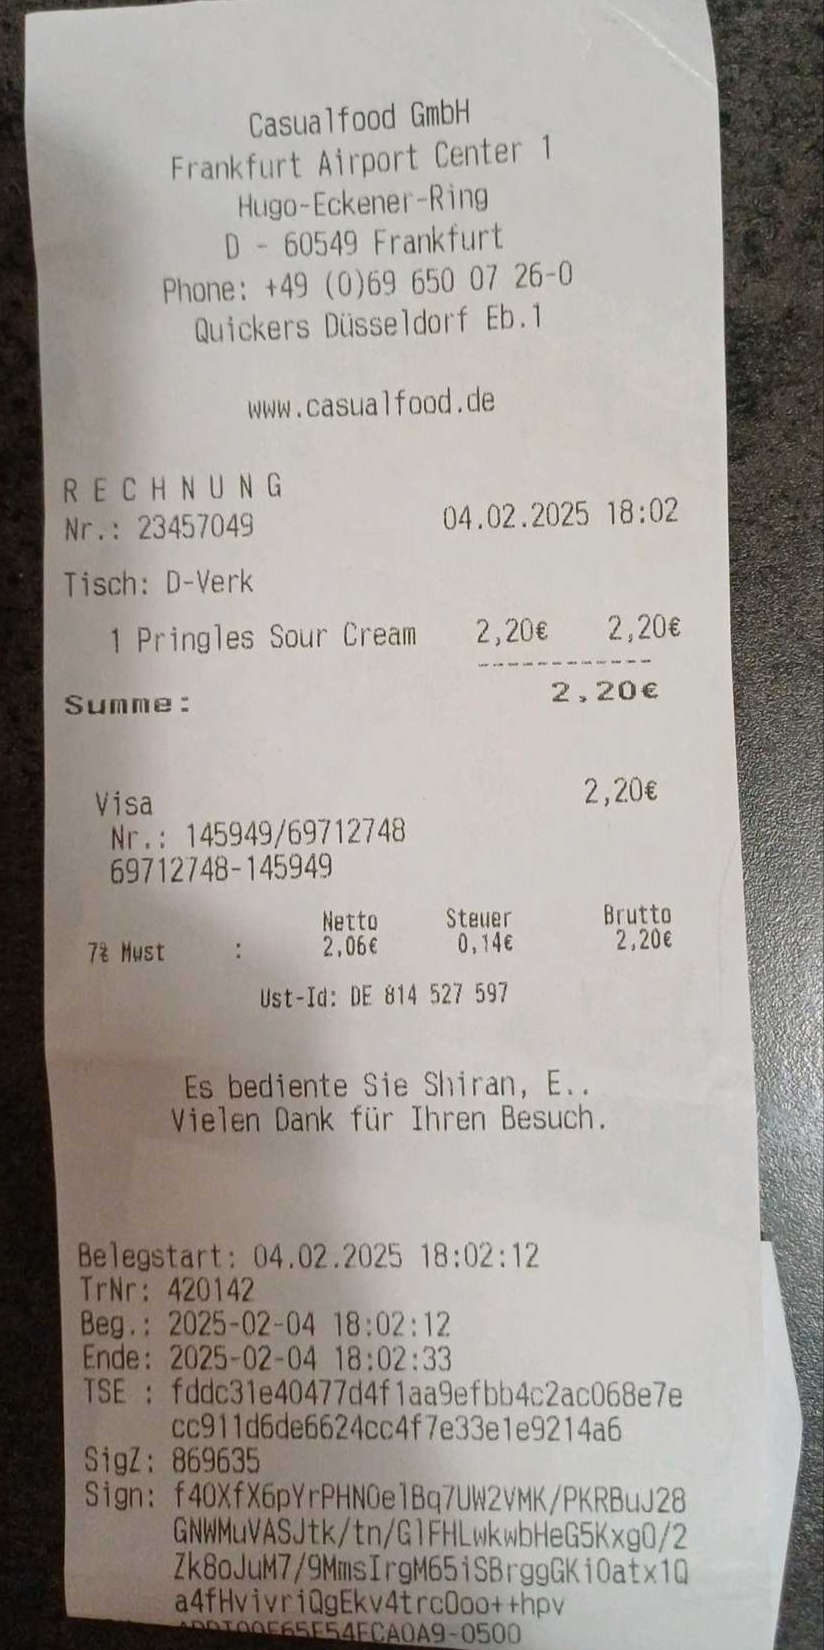 Casualfood GmbH
Frankfurt Airport Center 1
Hugo-Eckener-Ring
D - 60549 Frankfurt
Phone: +49 (0)69 650 07 26-0
Quickers Düsseldorf Eb.1
www.casualfood.de
R E C H N U N G
Nr.: 23457049 04.02.2025 18:02
Tisch: D-Verk
1 Pringles Sour Cream 2,20€ 2,20€
------------
Summe: 2,20€
Visa 2,20€
Nr.: 145949/69712748
69712748-145949
Netto Steuer Brutto
7% Mwst : 2,06€ 0,14€ 2,20€
Ust-Id: DE 814 527 597
Es bediente Sie Shiran, E..
Vielen Dank für Ihren Besuch.
Belegstart: 04.02.2025 18:02:12
TrNr: 420142
Beg.: 2025-02-04 18:02:12
Ende: 2025-02-04 18:02:33
TSE : fddc31e40477d4f1aa9efbb4c2ac068e7e
cc911d6de6624cc4f7e33e1e9214a6
SigZ: 869635
Sign: f40XfX6pYrPHNOelBq7UW2VMK/PKRBuJ28
GNWMuVASJtk/tn/GlFHLwkwbHeG5KxgO/2
Zk8oJuM7/9MmsIrgM65iSBrggGKiOatx1Q
a4fHvivriQgEkv4trcOoo++hpv